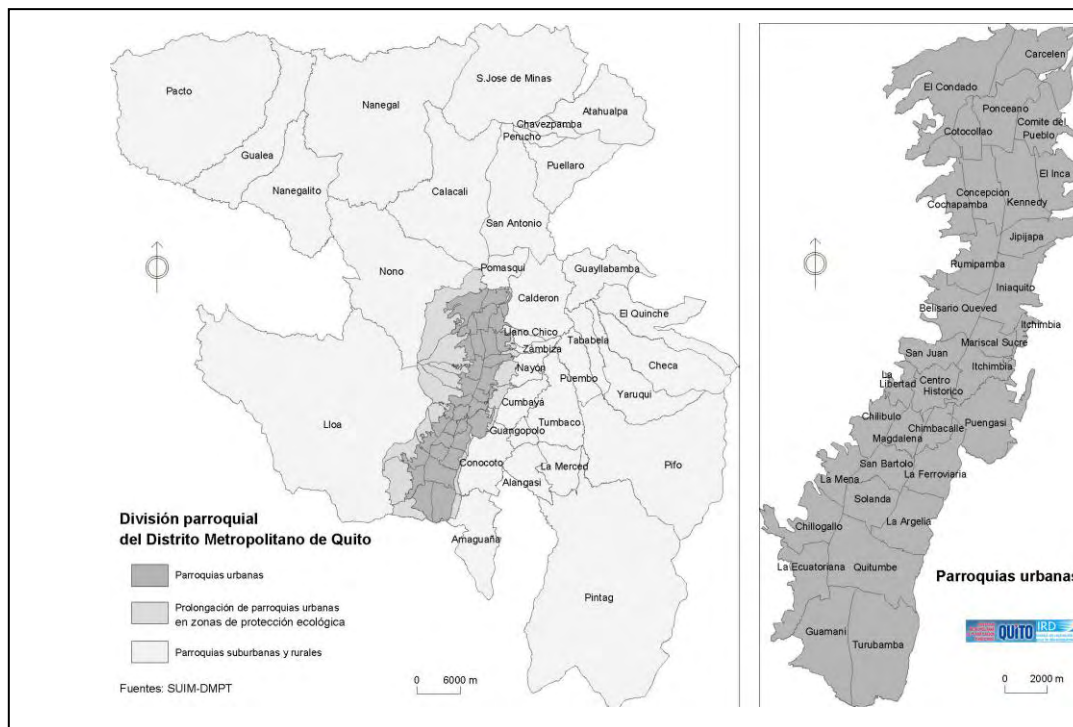 Pacto
Nanegal
S.Jose de Minas
Atahualpa
Chavezpamba
Perucho
Gualea
Puellaro
Nanegalito
Calacali
San Antonio
Nono
Pomasqui
Guayllabamba
Calderon
El Quinche
Llano Chico
Tababela
Zambiza
Checa
Nayón
Puembo
Yaruqui
Cumbayá
Lloa
Tumbaco
Guangopolo
Conocoto
La Merced
Pifo
Alangasi
Amaguaña
Pintag
División parroquial
del Distrito Metropolitano de Quito
Parroquias urbanas
Prolongación de parroquias urbanas
en zonas de protección ecológica
Parroquias suburbanas y rurales
Fuentes: SUIM-DMPT
0 6000 m
Carcelen
El Condado
Ponceano
Comite del
Pueblo
Cotocollao
El Inca
Concepcion
Kennedy
Cochapamba
Jipijapa
Rumipamba
Iniaquito
Belisario Queved
Itchimbia
Mariscal Sucre
San Juan
Itchimbia
La
Libertad
Centro
Historico
Chilibulo
Puengasi
Chimbacalle
Magdalena
San Bartolo
La Ferroviaria
La Mena
Solanda
La Argelia
Chillogallo
La Ecuatoriana
Quitumbe
Parroquias urbanas
Guamani
Turubamba
QUITO
IRD
0 2000 m